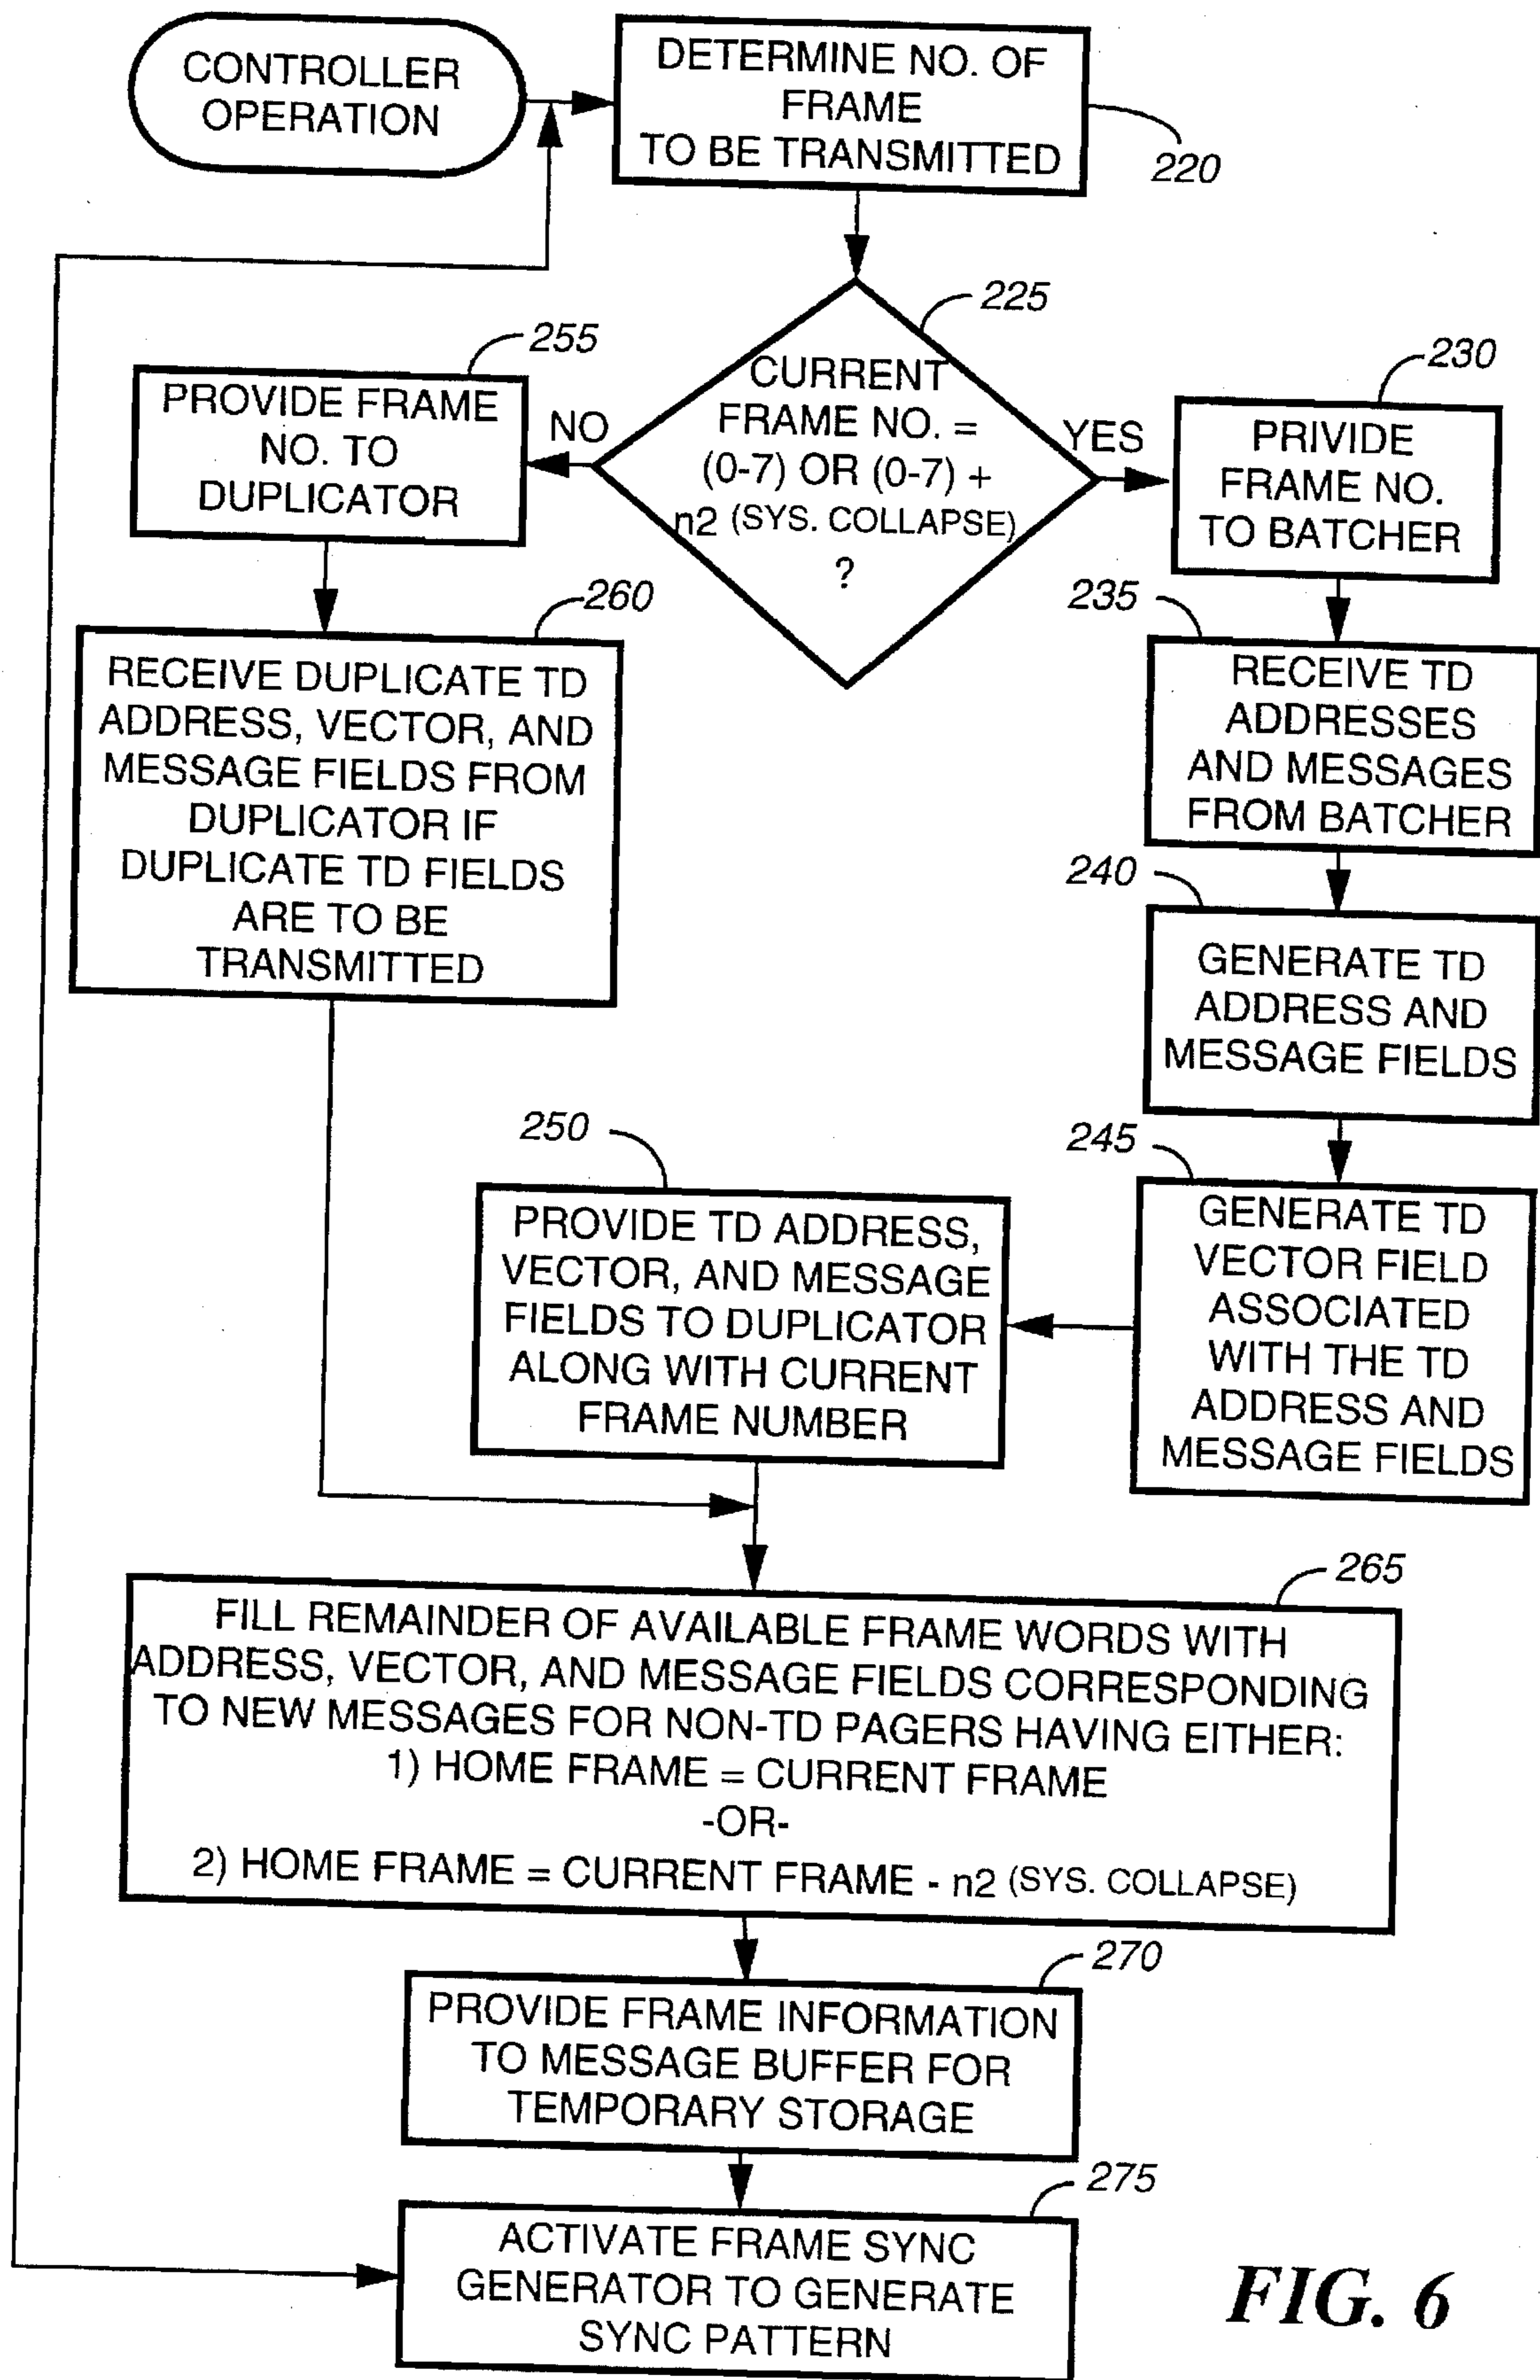 CONTROLLER
OPERATION
DETERMINE NO. OF
FRAME
TO BE TRANSMITTED
220
225
CURRENT
FRAME NO. =
(0-7) OR (0-7) +
n2 (SYS. COLLAPSE)
?
NO
YES
255
PROVIDE FRAME
NO. TO
DUPLICATOR
230
PRIVIDE
FRAME NO.
TO BATCHER
260
RECEIVE DUPLICATE TD
ADDRESS, VECTOR, AND
MESSAGE FIELDS FROM
DUPLICATOR IF
DUPLICATE TD FIELDS
ARE TO BE
TRANSMITTED
235
RECEIVE TD
ADDRESSES
AND MESSAGES
FROM BATCHER
240
GENERATE TD
ADDRESS AND
MESSAGE FIELDS
245
GENERATE TD
VECTOR FIELD
ASSOCIATED
WITH THE TD
ADDRESS AND
MESSAGE FIELDS
250
PROVIDE TD ADDRESS,
VECTOR, AND MESSAGE
FIELDS TO DUPLICATOR
ALONG WITH CURRENT
FRAME NUMBER
265
FILL REMAINDER OF AVAILABLE FRAME WORDS WITH
ADDRESS, VECTOR, AND MESSAGE FIELDS CORRESPONDING
TO NEW MESSAGES FOR NON-TD PAGERS HAVING EITHER:
1) HOME FRAME = CURRENT FRAME
-OR-
2) HOME FRAME = CURRENT FRAME - n2 (SYS. COLLAPSE)
270
PROVIDE FRAME INFORMATION
TO MESSAGE BUFFER FOR
TEMPORARY STORAGE
275
ACTIVATE FRAME SYNC
GENERATOR TO GENERATE
SYNC PATTERN
FIG. 6